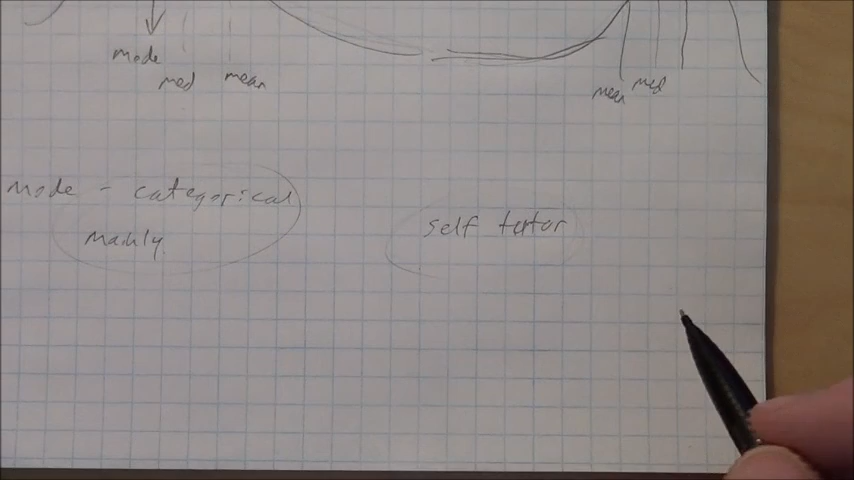 mode
med
mean
mean
med
mode - categorical
mainly
self tutor